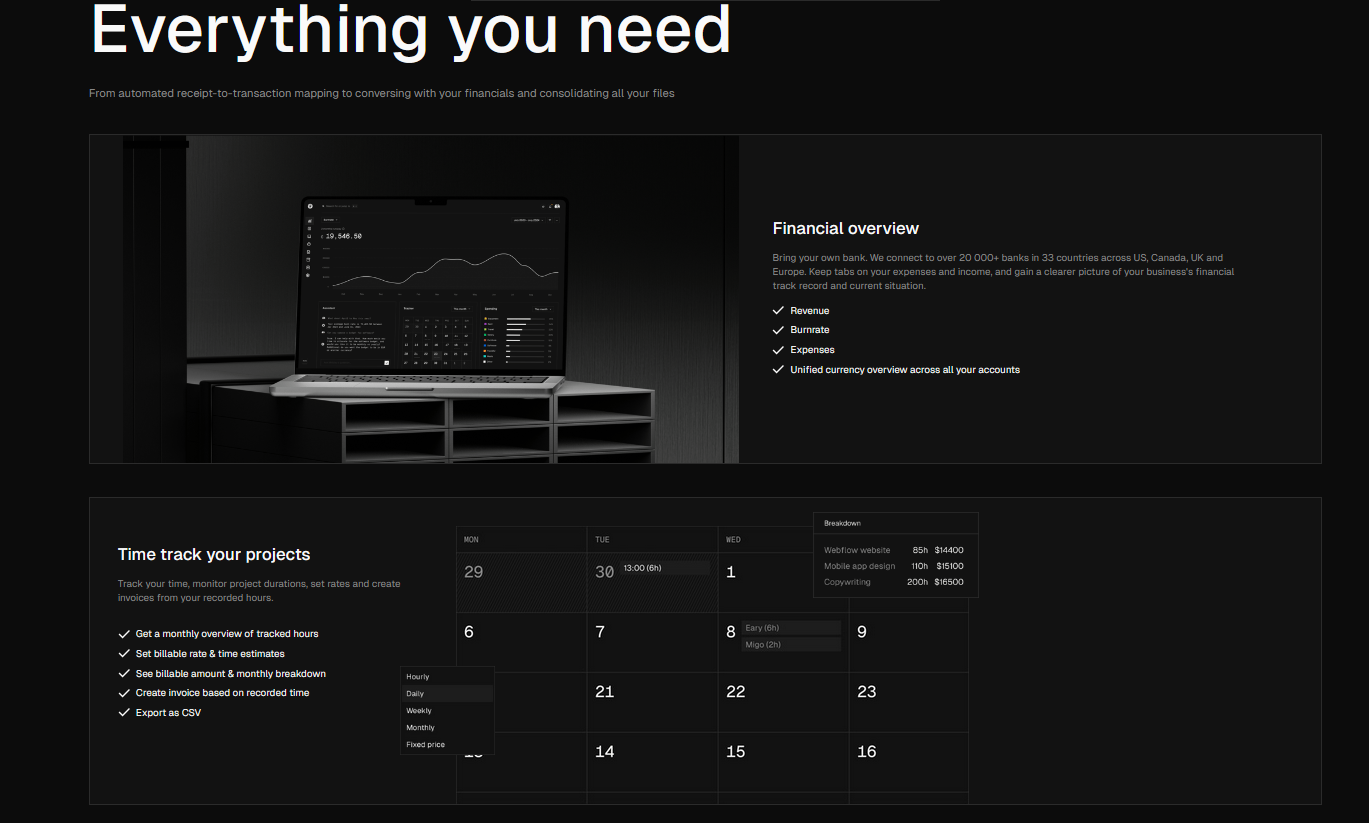 Everything you need
From automated receipt-to-transaction mapping to conversing with your financials and consolidating all your files
19,546.50
Financial overview
Bring your own bank. We connect to over 20 000+ banks in 33 countries across US, Canada, UK and
Europe. Keep tabs on your expenses and income, and gain a clearer picture of your business's financial
track record and current situation.
Revenue
Burnrate
Expenses
Unified currency overview across all your accounts
Time track your projects
Track your time, monitor project durations, set rates and create
invoices from your recorded hours.
Get a monthly overview of tracked hours
Set billable rate & time estimates
See billable amount & monthly breakdown
Create invoice based on recorded time
Export as CSV
MON TUE WED
29 30 13:00 (6h) 1
Breakdown
Webflow website 85h $14400
Mobile app design 110h $15100
Copywriting 200h $16500
6 7 8 Eary (6h) 9
Migo (2h)
Hourly
Daily
Weekly
Monthly
Fixed price
21 22 23
14 15 16